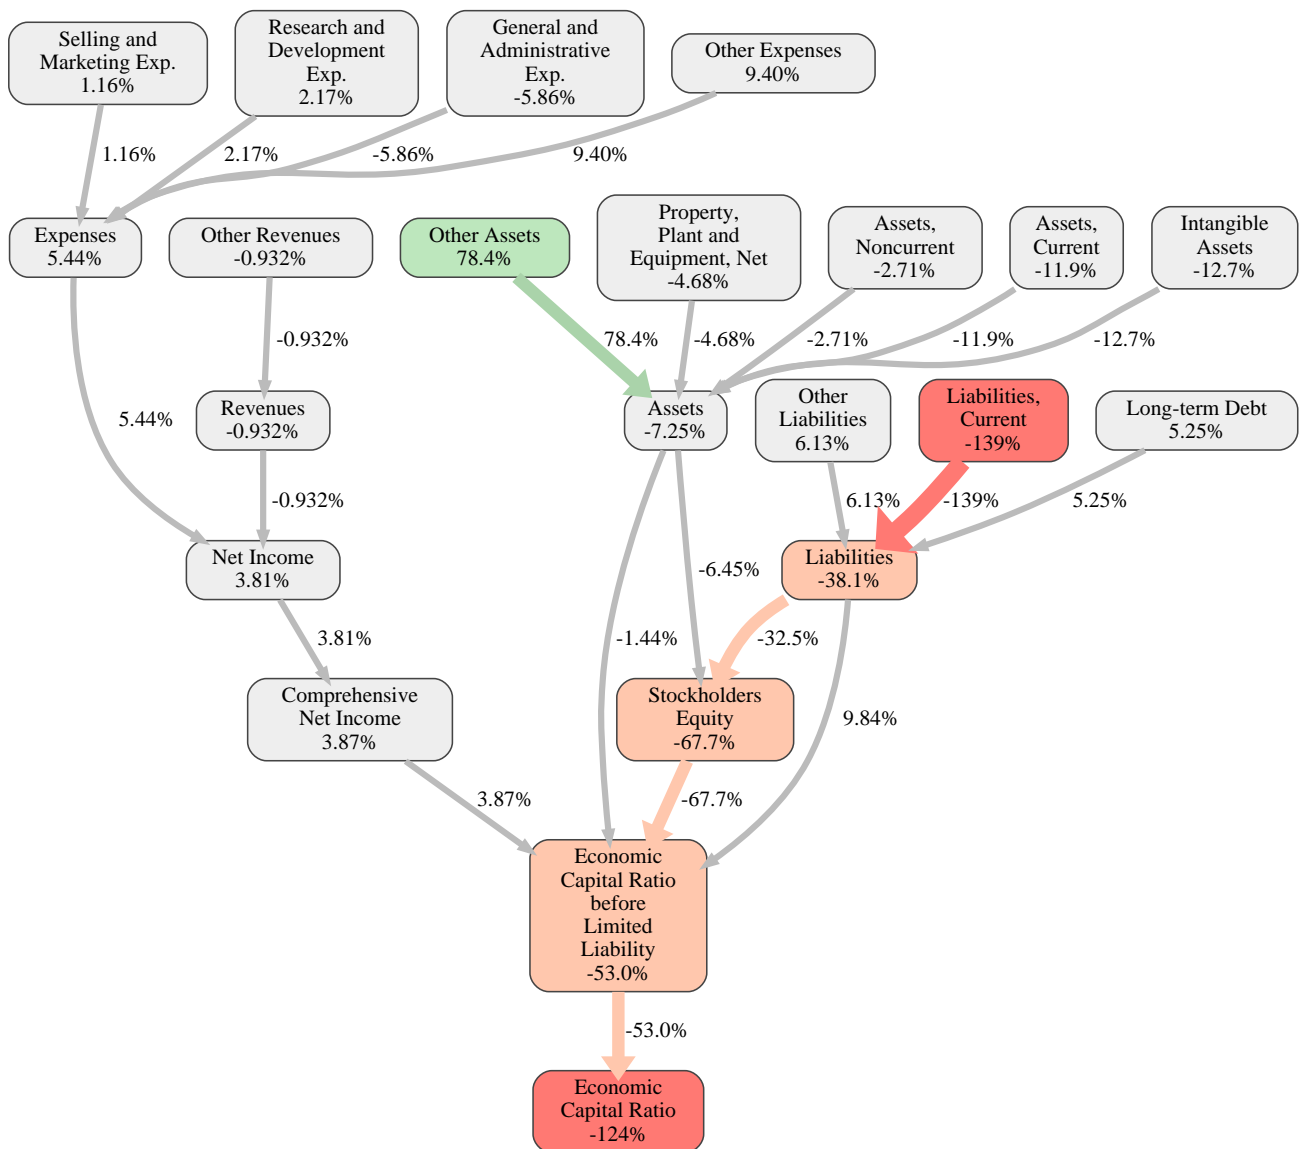 Selling and
Marketing Exp.
1.16%
Research and
Development
Exp.
2.17%
General and
Administrative
Exp.
-5.86%
Other Expenses
9.40%
1.16%
2.17%
-5.86%
9.40%
Expenses
5.44%
Other Revenues
-0.932%
Other Assets
78.4%
Property,
Plant and
Equipment, Net
-4.68%
Assets,
Noncurrent
-2.71%
Assets,
Current
-11.9%
Intangible
Assets
-12.7%
-0.932%
78.4%
-4.68%
-2.71%
-11.9%
-12.7%
5.44%
Revenues
-0.932%
Assets
-7.25%
Other
Liabilities
6.13%
Liabilities,
Current
-139%
Long-term Debt
5.25%
-0.932%
6.13%
-139%
5.25%
Net Income
3.81%
-6.45%
Liabilities
-38.1%
3.81%
-1.44%
-32.5%
Comprehensive
Net Income
3.87%
Stockholders
Equity
-67.7%
9.84%
3.87%
-67.7%
Economic
Capital Ratio
before
Limited
Liability
-53.0%
-53.0%
Economic
Capital Ratio
-124%